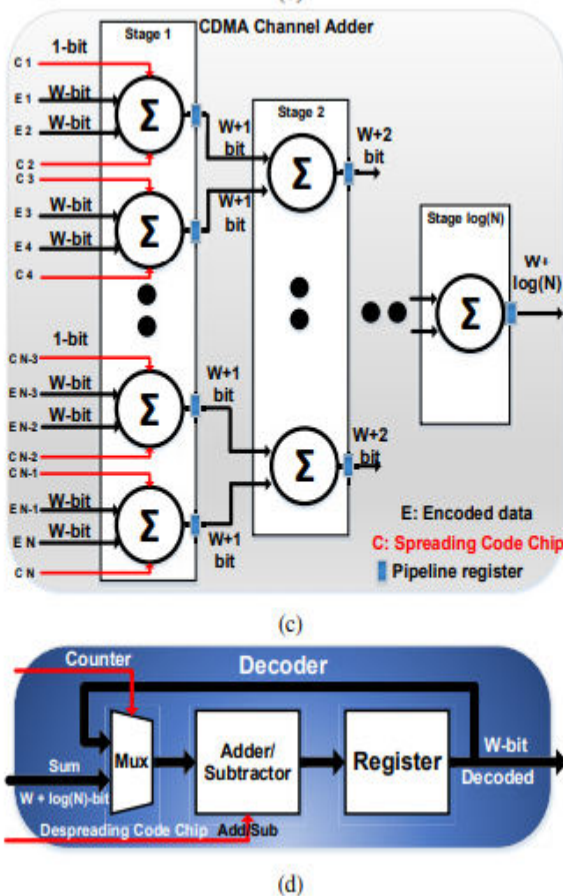 CDMA Channel Adder
Stage 1
1-bit
C 1
E 1 W-bit
E 2 W-bit
C 2
C 3
E 3 W-bit
E 4 W-bit
C 4
Σ
Σ
W+1
bit
W+1
bit
Stage 2
Σ
W+2
bit
Stage log(N)
Σ
W+
log(N)
1-bit
C N-3
E N-3 W-bit
E N-2 W-bit
C N-2
C N-1
E N-1 W-bit
E N W-bit
C N
Σ
Σ
W+1
bit
W+1
bit
Σ
W+2
bit
E: Encoded data
C: Spreading Code Chip
Pipeline register
(c)
Counter
Decoder
Mux
Sum
W + log(N)-bit
Adder/
Subtractor
Register
W-bit
Decoded
Despreading Code Chip
Add/Sub
(d)